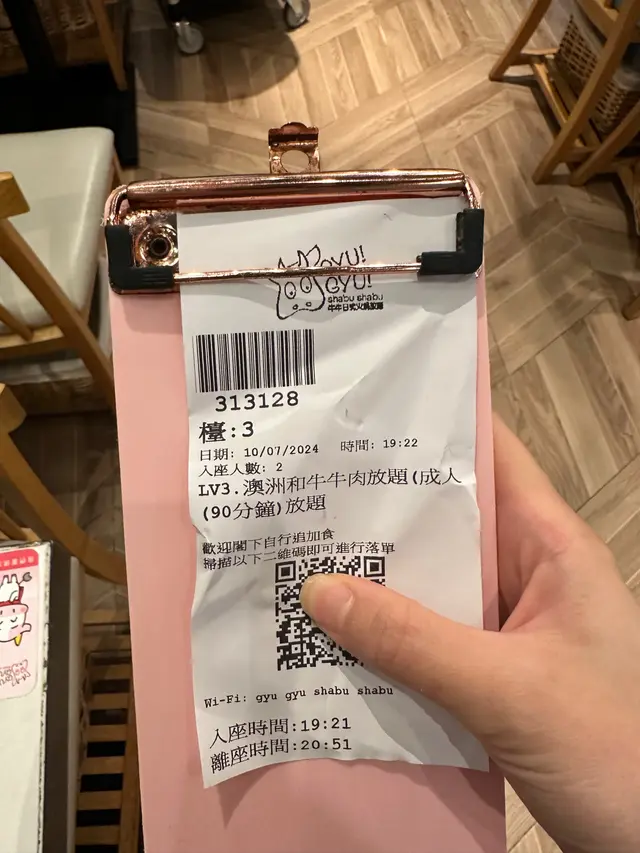 GYU!
GYU!
shabu shabu
牛牛日式火鍋放題
313128
檯:3
日期: 10/07/2024 時間: 19:22
入座人數: 2
LV3.澳洲和牛牛肉放題(成人
(90分鐘)放題
歡迎閣下自行追加食
掃描以下二維碼即可進行落單
Wi-Fi: gyu gyu shabu shabu
入座時間:19:21
離座時間:20:51